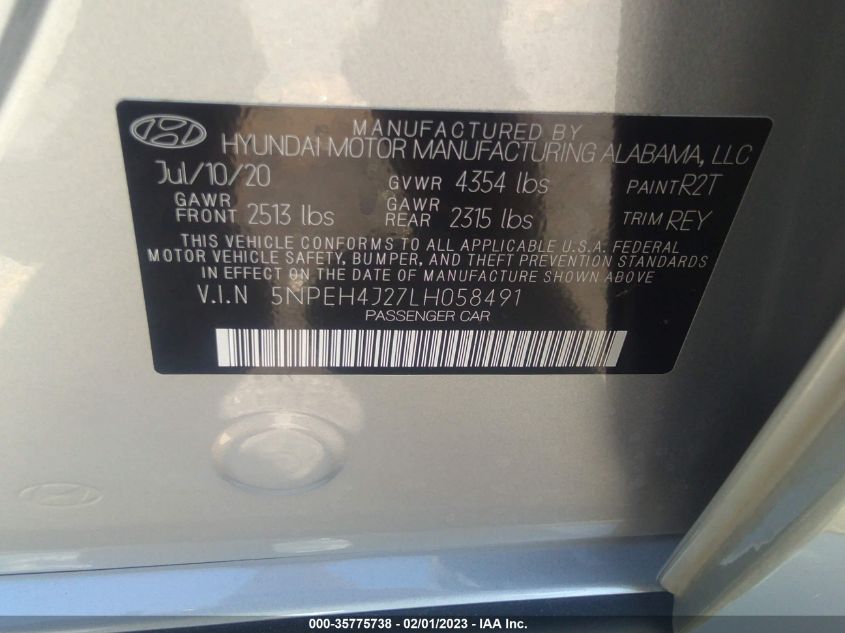 MANUFACTURED BY
HYUNDAI MOTOR MANUFACTURING ALABAMA, LLC
Jul/10/20 GVWR 4354 lbs PAINT R2T
GAWR FRONT 2513 lbs GAWR REAR 2315 lbs TRIM REY
THIS VEHICLE CONFORMS TO ALL APPLICABLE U.S.A. FEDERAL
MOTOR VEHICLE SAFETY, BUMPER, AND THEFT PREVENTION STANDARDS
IN EFFECT ON THE DATE OF MANUFACTURE SHOWN ABOVE
V.I.N 5NPEH4J27LH058491
PASSENGER CAR
000-35775738 - 02/01/2023 - © IAA Inc.